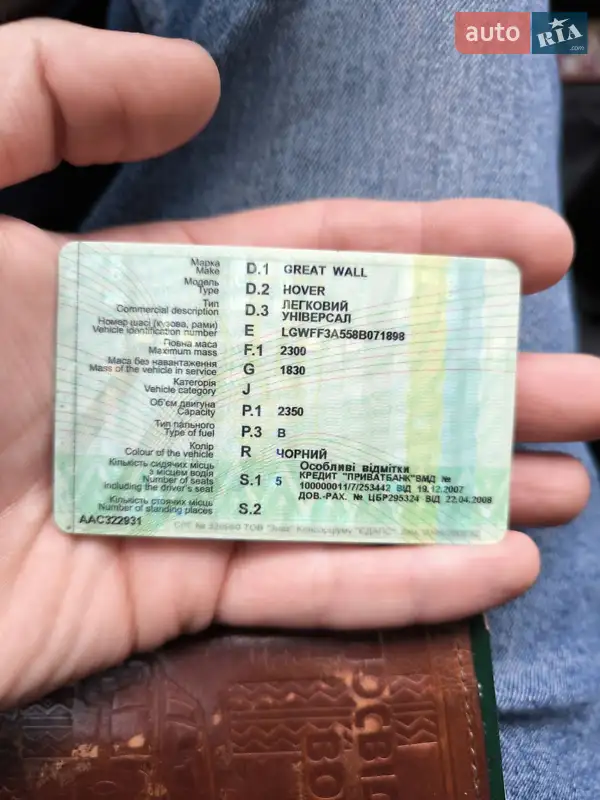 auto RIA .com
Марка
Make D.1 GREAT WALL
Модель
Type D.2 HOVER
Тип
Commercial description D.3 ЛЕГКОВИЙ
УНІВЕРСАЛ
Номер шасі (кузова, рами)
Vehicle identification number E LGWFF3A558B071898
Повна маса
Maximum mass F.1 2300
Маса без навантаження
Mass of the vehicle in service G 1830
Категорія
Vehicle category J
Об'єм двигуна
Capacity P.1 2350
Тип пального
Type of fuel P.3 B
Колір
Colour of the vehicle R ЧОРНИЙ
Кількість сидячих місць
з місцем водія
Number of seats
including the driver's seat S.1 5
Особливі відмітки
КРЕДИТ "ПРИВАТБАНК"ВМД №
100000011/7/253442 ВІД 19.12.2007
ДОВ.-РАХ. № ЦБР295324 ВІД 22.04.2008
Кількість стоячих місць
Number of standing places S.2
AAC322931
ПОСВІ
ВО